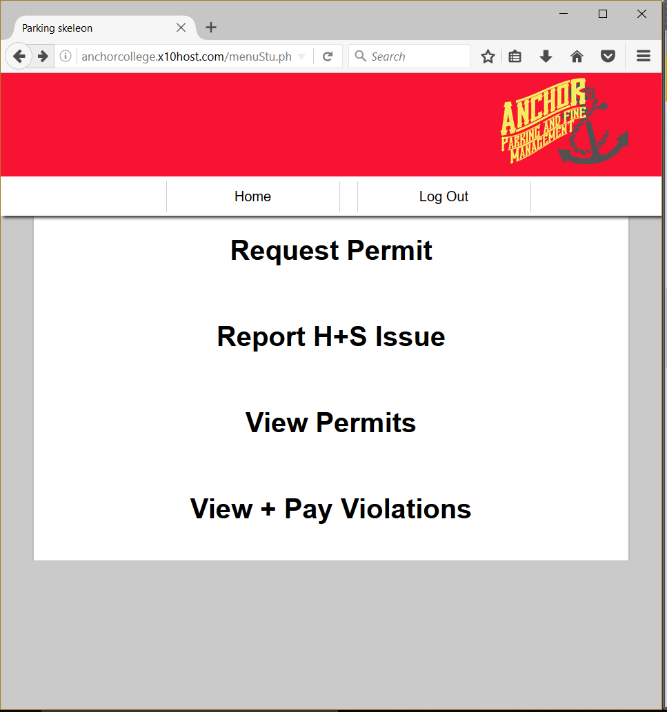 Parking skeleon
anchorcollege.x10host.com/menuStu.ph
Search
ANCHOR
PARKING AND FINE
MANAGEMENT
Home
Log Out
Request Permit
Report H+S Issue
View Permits
View + Pay Violations